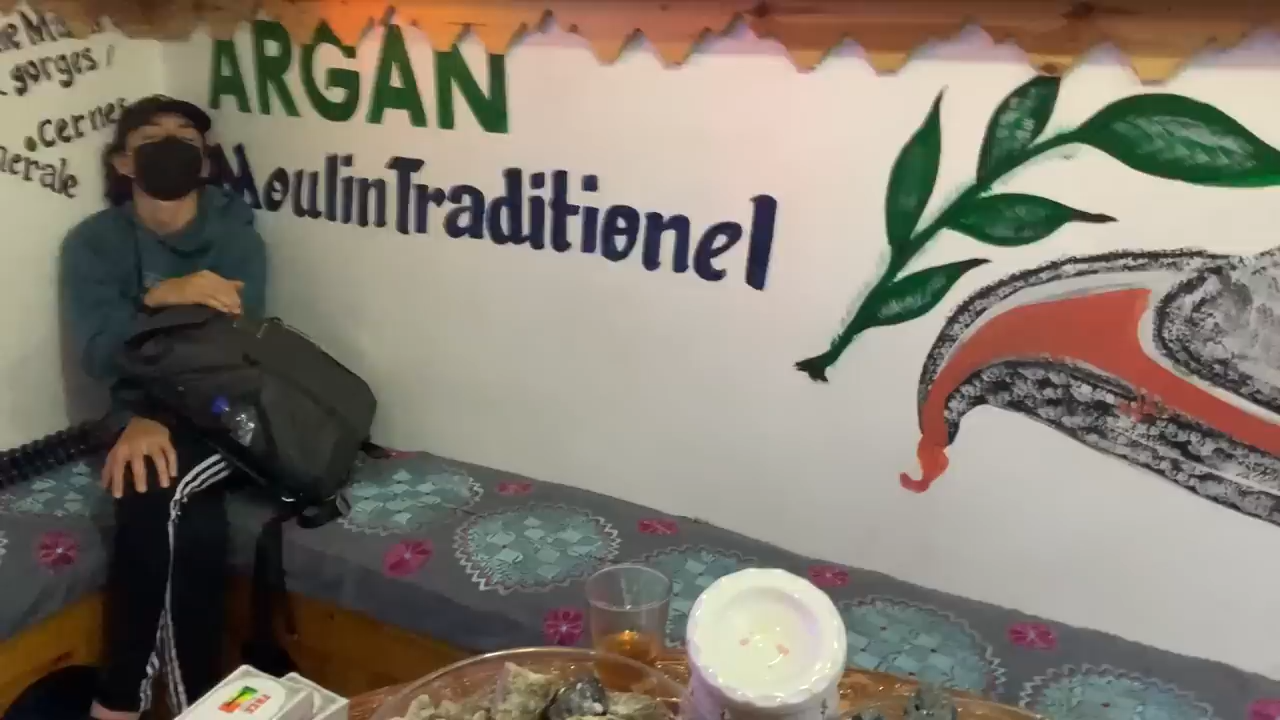 gorges /
.cernes
nerale
ARGAN
MoulinTraditionel